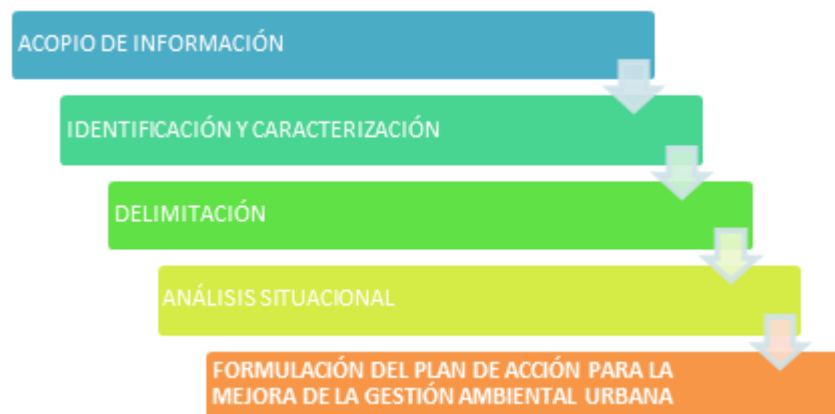 ACOPIO DE INFORMACIÓN
IDENTIFICACIÓN Y CARACTERIZACIÓN
DELIMITACIÓN
ANÁLISIS SITUACIONAL
FORMULACIÓN DEL PLAN DE ACCIÓN PARA LA
MEJORA DE LA GESTIÓN AMBIENTAL URBANA